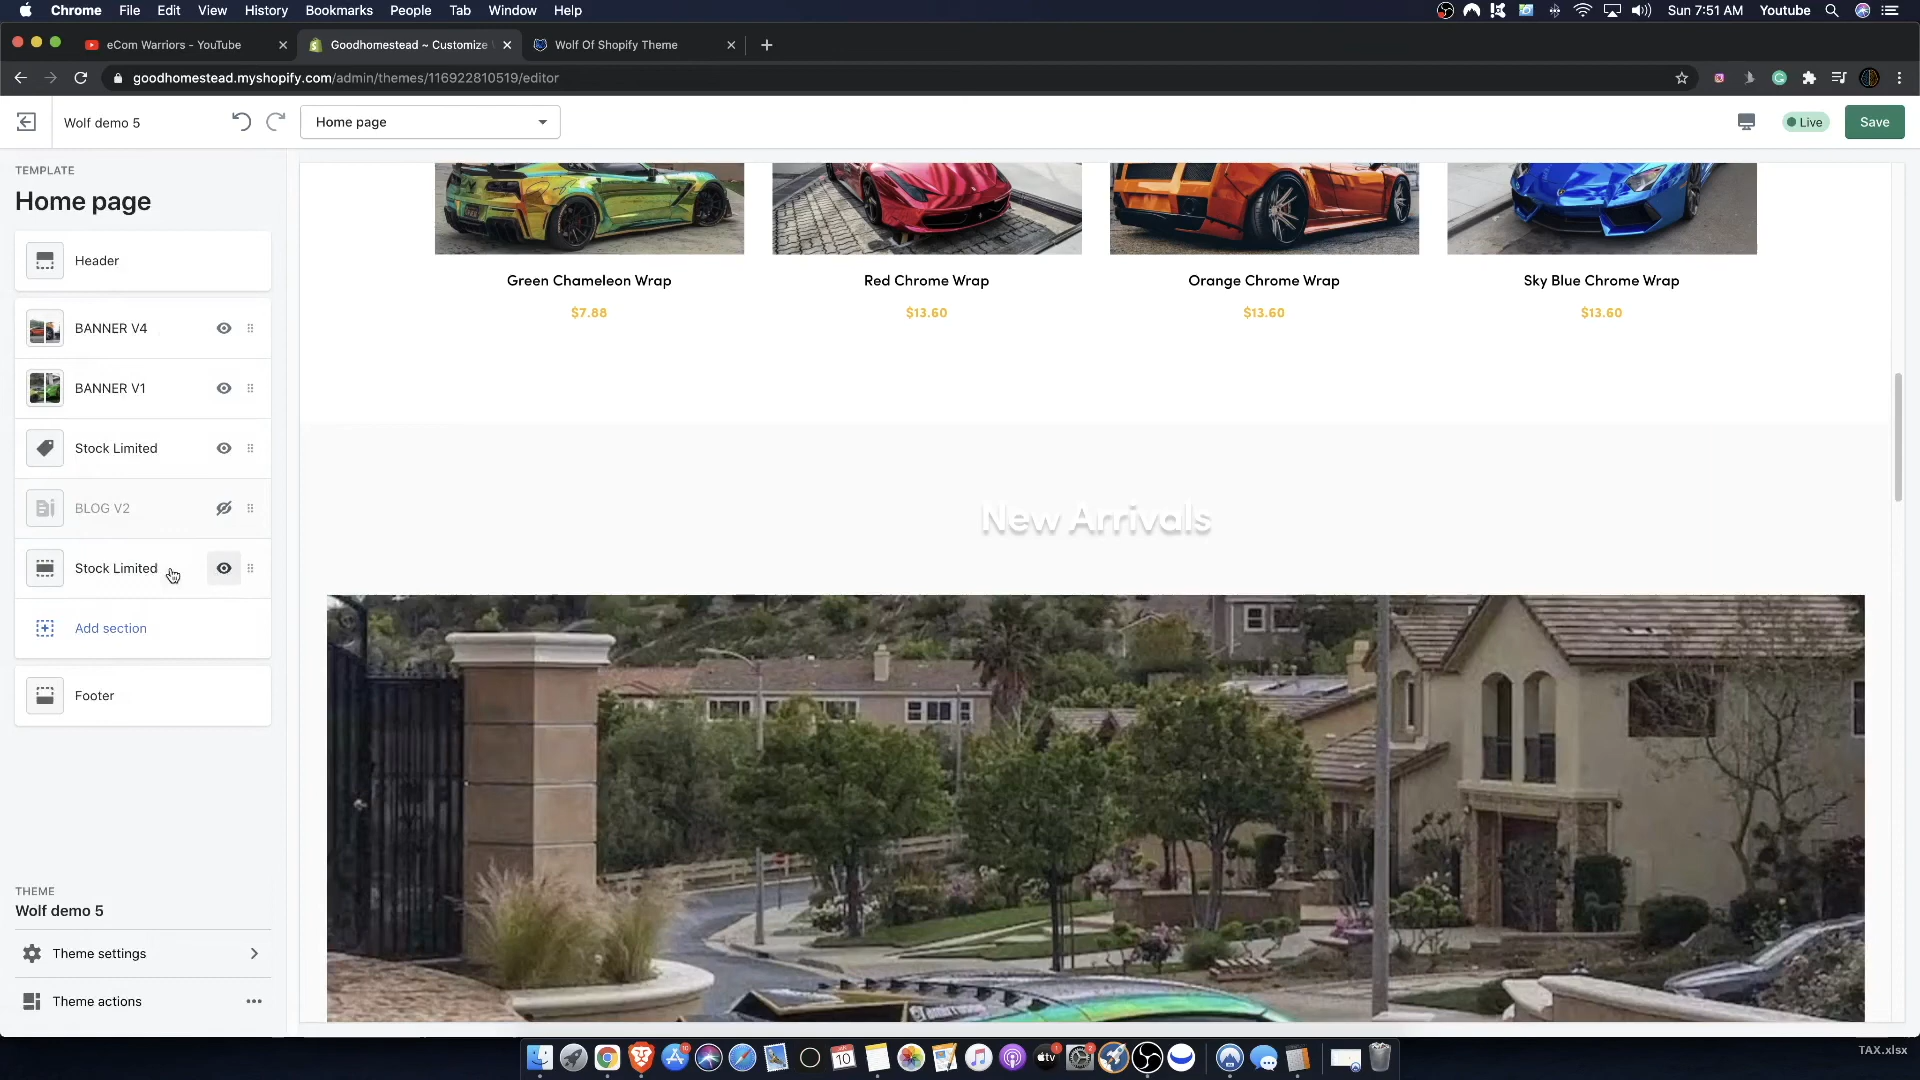 Chrome File Edit View History Bookmarks People Tab Window Help
Sun 7:51 AM Youtube
eCom Warriors - YouTube
Goodhomestead ~ Customize
Wolf Of Shopify Theme
goodhomestead.myshopify.com/admin/themes/116922810519/editor
Wolf demo 5
Home page
Live
Save
TEMPLATE
Home page
Header
BANNER V4
BANNER V1
Stock Limited
BLOG V2
Stock Limited
Add section
Footer
THEME
Wolf demo 5
Theme settings
Theme actions
Green Chameleon Wrap
$7.88
Red Chrome Wrap
$13.60
Orange Chrome Wrap
$13.60
Sky Blue Chrome Wrap
$13.60
New Arrivals
TAX.xlsx